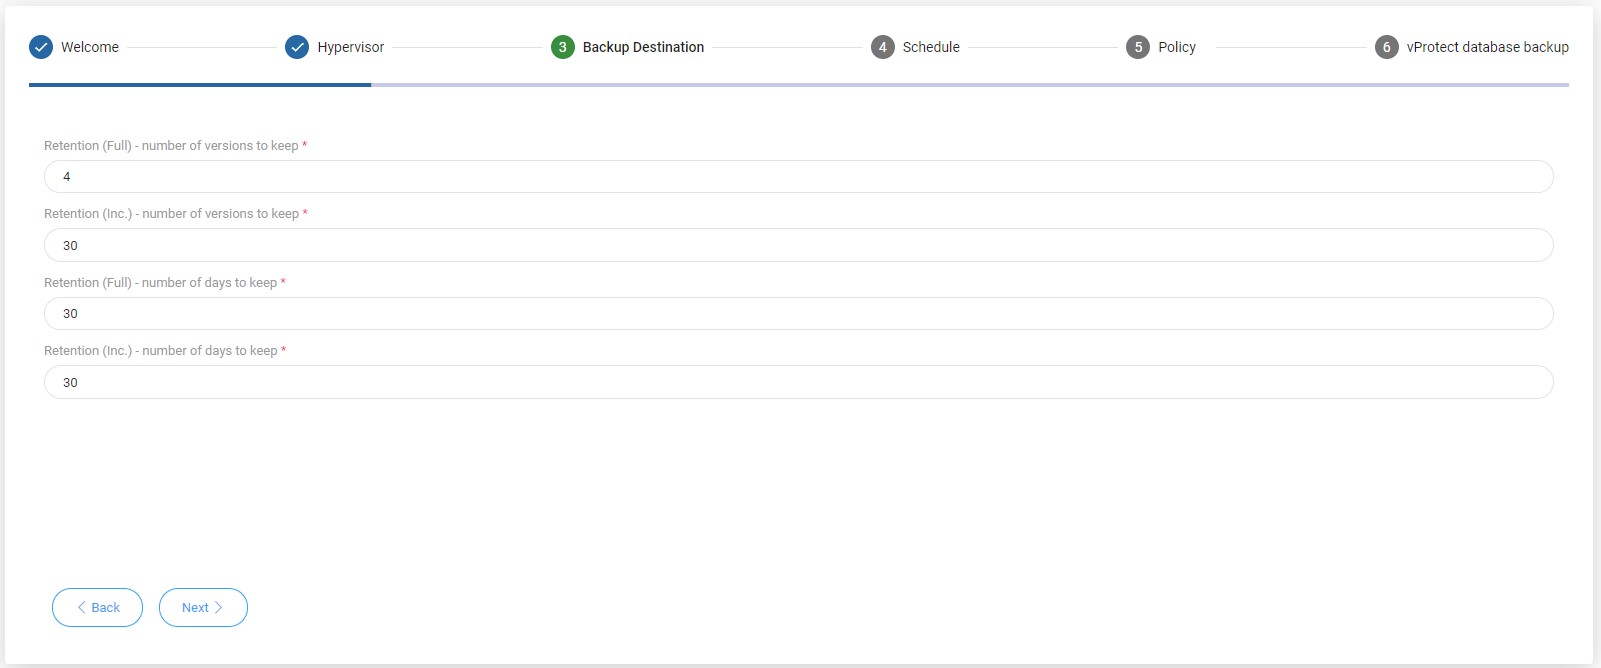 Welcome Hypervisor 3 Backup Destination 4 Schedule 5 Policy 6 vProtect database backup
Retention (Full) - number of versions to keep *
4
Retention (Inc.) - number of versions to keep *
30
Retention (Full) - number of days to keep *
30
Retention (Inc.) - number of days to keep *
30
Back Next